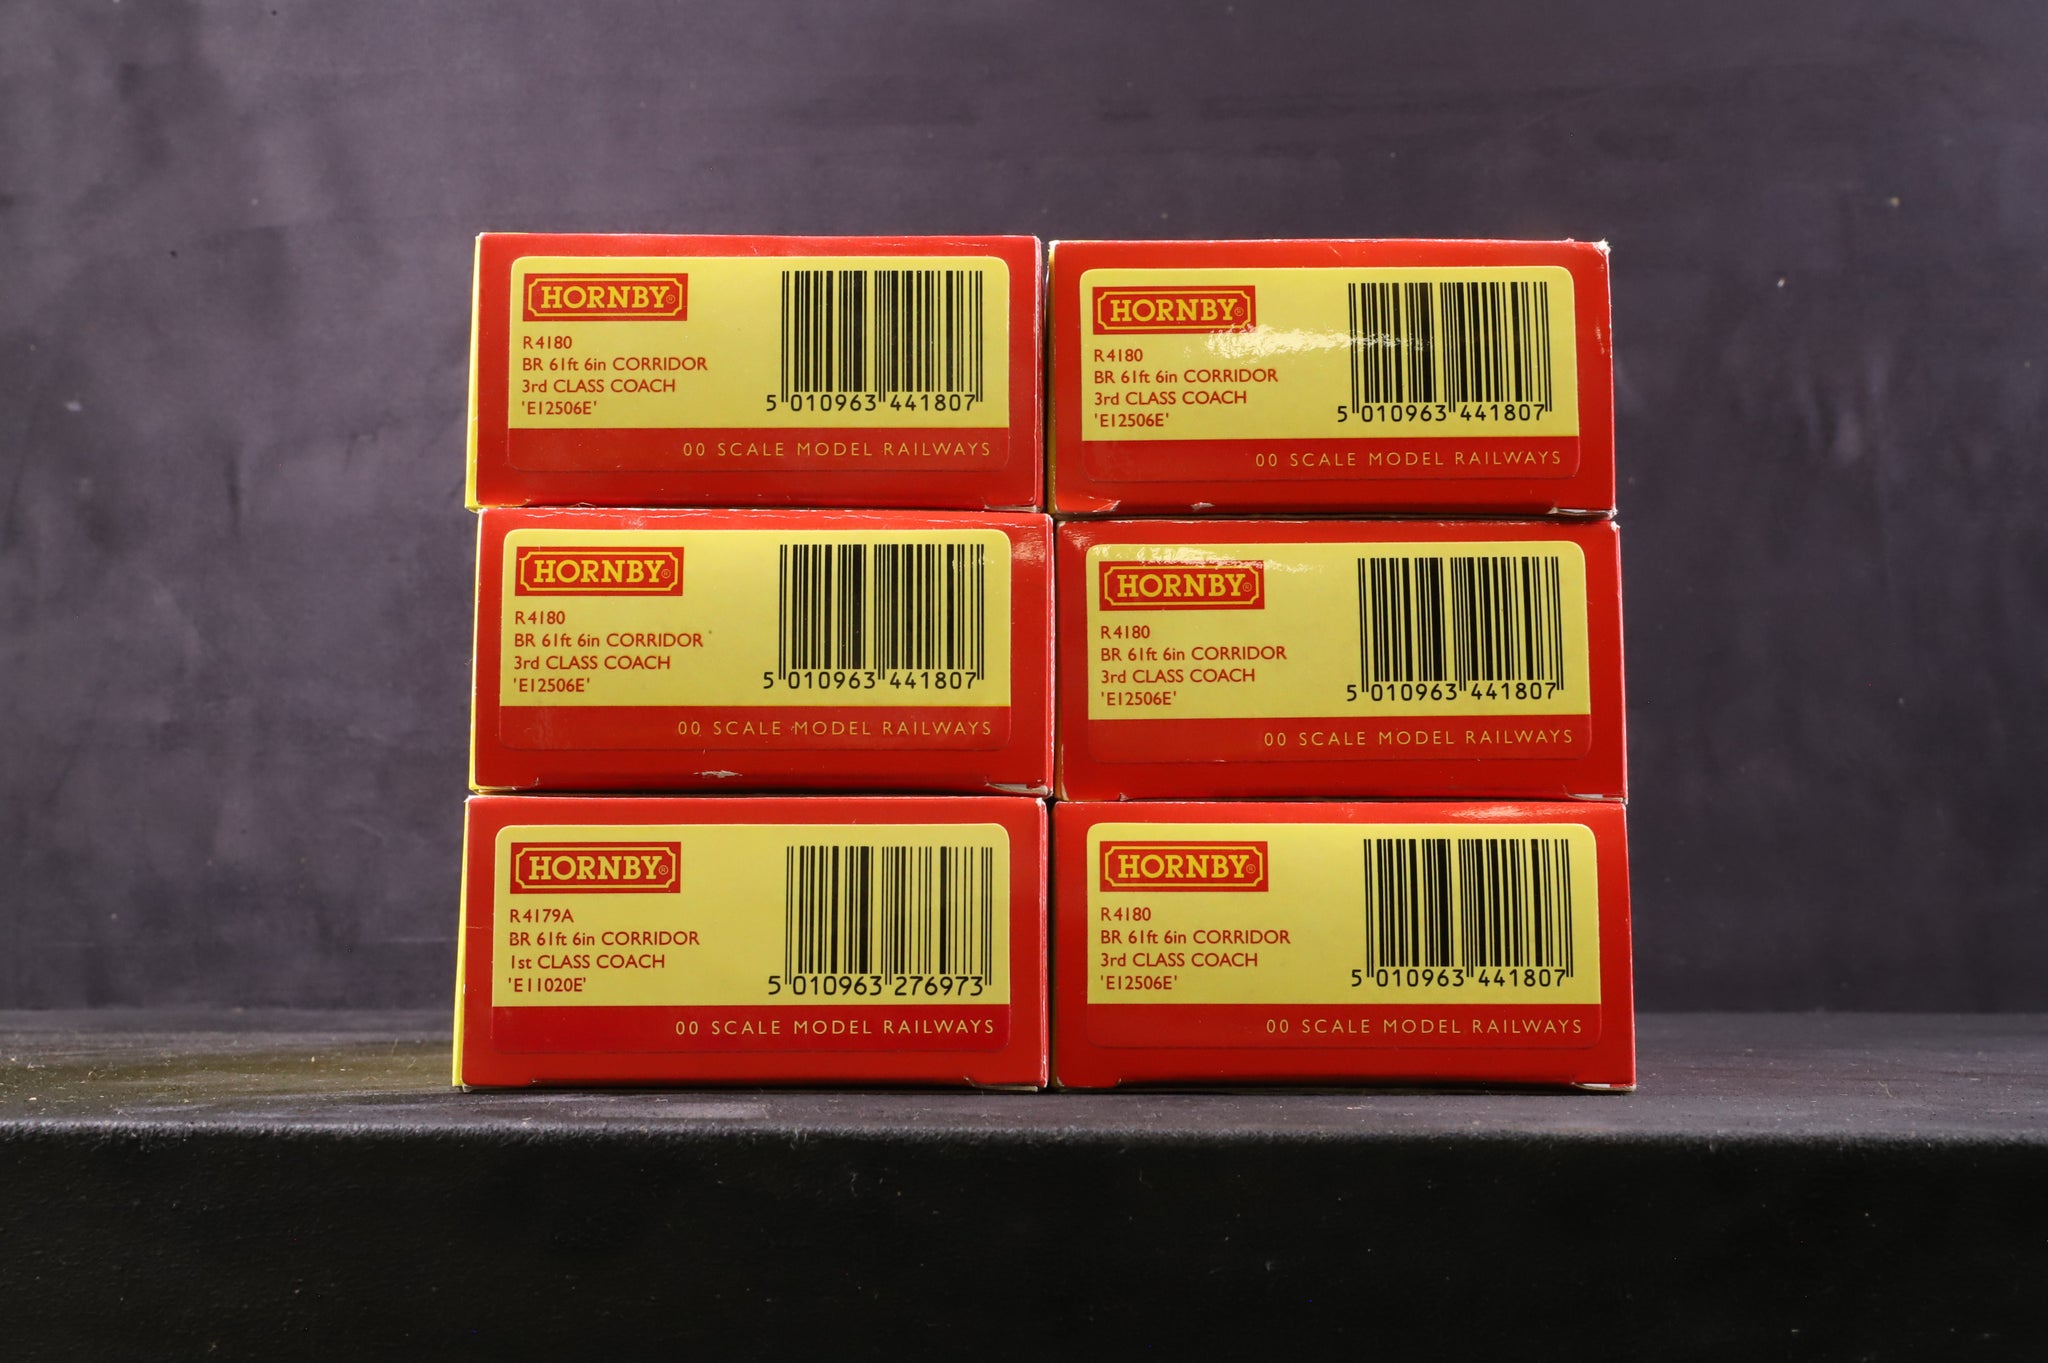 HORNBY®
R4180
BR 61ft 6in CORRIDOR
3rd CLASS COACH
'E12506E'
5 010963 441807
00 SCALE MODEL RAILWAYS
HORNBY®
R4180
BR 61ft 6in CORRIDOR
3rd CLASS COACH
'E12506E'
5 010963 441807
00 SCALE MODEL RAILWAYS
HORNBY®
R4180
BR 61ft 6in CORRIDOR
3rd CLASS COACH
'E12506E'
5 010963 441807
00 SCALE MODEL RAILWAYS
HORNBY®
R4180
BR 61ft 6in CORRIDOR
3rd CLASS COACH
'E12506E'
5 010963 441807
00 SCALE MODEL RAILWAYS
HORNBY®
R4179A
BR 61ft 6in CORRIDOR
1st CLASS COACH
'E11020E'
5 010963 276973
00 SCALE MODEL RAILWAYS
HORNBY®
R4180
BR 61ft 6in CORRIDOR
3rd CLASS COACH
'E12506E'
5 010963 441807
00 SCALE MODEL RAILWAYS